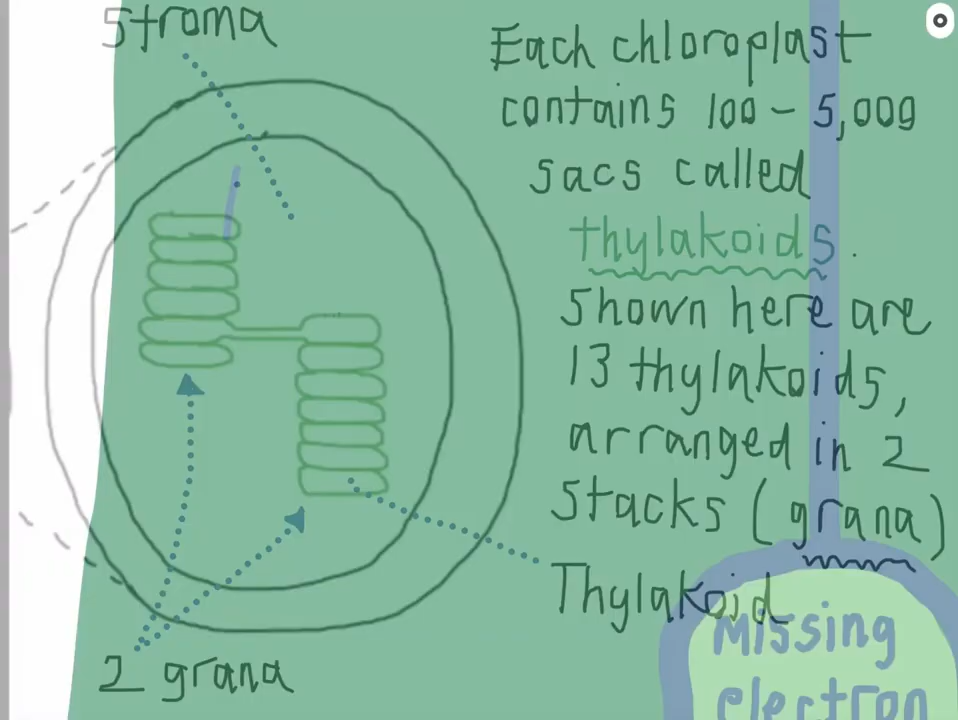 Stroma
Each chloroplast
contains 100 - 5,000
sacs called
thylakoids.
Shown here are
13 thylakoids,
arranged in 2
stacks (grana)
Thylakoid
2 grana
Missing
electron